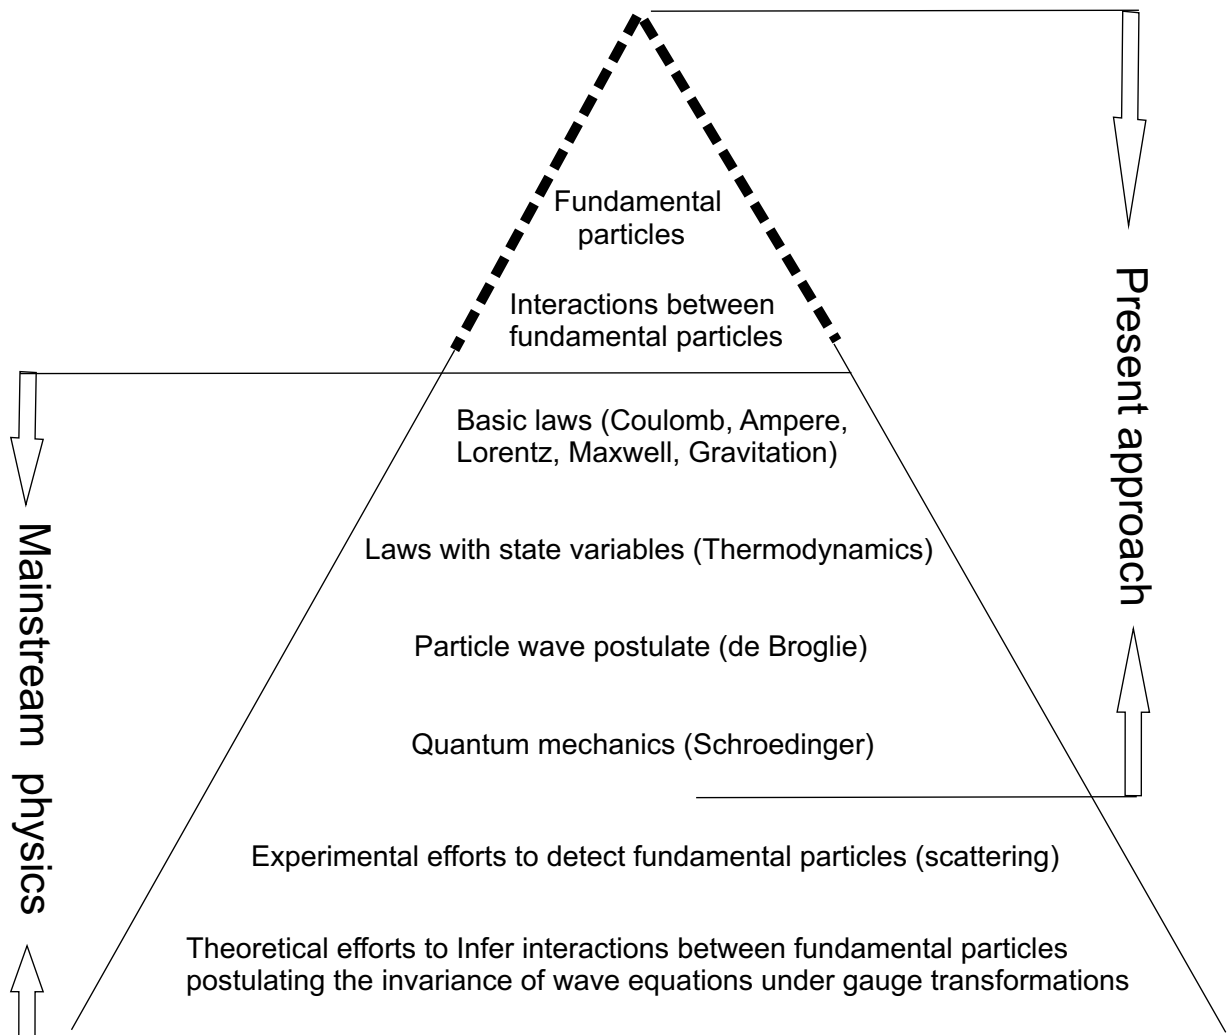 Fundamental
particles
Interactions between
fundamental particles
Basic laws (Coulomb, Ampere,
Lorentz, Maxwell, Gravitation)
Laws with state variables (Thermodynamics)
Particle wave postulate (de Broglie)
Quantum mechanics (Schroedinger)
Experimental efforts to detect fundamental particles (scattering)
Theoretical efforts to Infer interactions between fundamental particles
postulating the invariance of wave equations under gauge transformations
Mainstream physics
Present approach